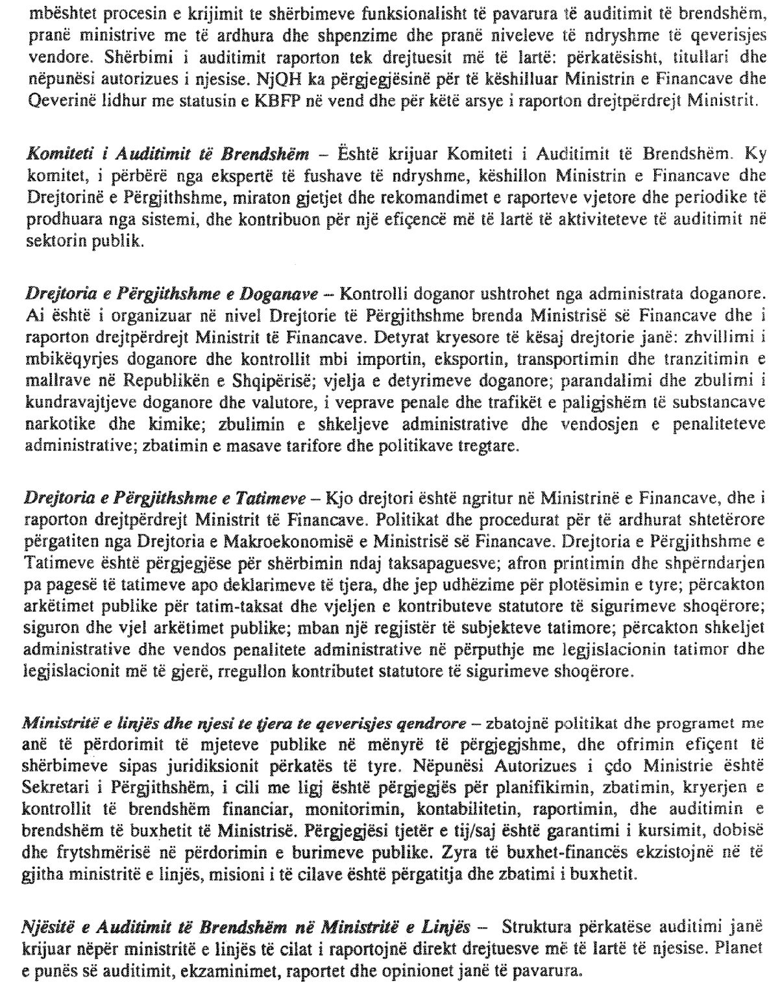 mbështet procesin e krijimit te shërbimeve funksionalisht të pavarura të auditimit të brendshëm,
pranë ministrive me të ardhura dhe shpenzime dhe pranë niveleve të ndryshme të qeverisjes
vendore. Shërbimi i auditimit raporton tek drejtuesit më të lartë: përkatësisht, titullari dhe
nëpunësi autorizues i njesise. NjQH ka përgjegjësinë për të këshilluar Ministrin e Financave dhe
Qeverinë lidhur me statusin e KBFP në vend dhe për këtë arsye i raporton drejtpërdrejt Ministrit.
Komiteti i Auditimit të Brendshëm – Është krijuar Komiteti i Auditimit të Brendshëm. Ky
komitet, i përbërë nga ekspertë të fushave të ndryshme, këshillon Ministrin e Financave dhe
Drejtorinë e Përgjithshme, miraton gjetjet dhe rekomandimet e raporteve vjetore dhe periodike të
prodhuara nga sistemi, dhe kontribuon për një efiçencë më të lartë të aktiviteteve të auditimit në
sektorin publik.
Drejtoria e Përgjithshme e Doganave – Kontrolli doganor ushtrohet nga administrata doganore.
Ai është i organizuar në nivel Drejtorie të Përgjithshme brenda Ministrisë së Financave dhe i
raporton drejtpërdrejt Ministrit të Financave. Detyrat kryesore të kësaj drejtorie janë: zhvillimi i
mbikëqyrjes doganore dhe kontrollit mbi importin, eksportin, transportimin dhe tranzitimin e
mallrave në Republikën e Shqipërisë; vjelja e detyrimeve doganore; parandalimi dhe zbulimi i
kundravajtjeve doganore dhe valutore, i veprave penale dhe trafikët e paligjshëm të substancave
narkotike dhe kimike; zbulimin e shkeljeve administrative dhe vendosjen e penaliteteve
administrative; zbatimin e masave tarifore dhe politikave tregtare.
Drejtoria e Përgjithshme e Tatimeve – Kjo drejtori është ngritur në Ministrinë e Financave, dhe i
raporton drejtpërdrejt Ministrit të Financave. Politikat dhe procedurat për të ardhurat shtetërore
përgatiten nga Drejtoria e Makroekonomisë e Ministrisë së Financave. Drejtoria e Përgjithshme e
Tatimeve është përgjegjëse për shërbimin ndaj taksapaguesve; afron printimin dhe shpërndarjen
pa pagesë të tatimeve apo deklarimeve të tjera, dhe jep udhëzime për plotësimin e tyre; përcakton
arkëtimet publike për tatim-taksat dhe vjeljen e kontributeve statutore të sigurimeve shoqërore;
siguron dhe vjel arkëtimet publike; mban një regjistër të subjekteve tatimore; përcakton shkeljet
administrative dhe vendos penalitete administrative në përputhje me legjislacionin tatimor dhe
legjislacionit më të gjerë, rregullon kontributet statutore të sigurimeve shoqërore.
Ministritë e linjës dhe njesi te tjera te qeverisjes qendrore – zbatojnë politikat dhe programet me
anë të përdorimit të mjeteve publike në mënyrë të përgjegjshme, dhe ofrimin efiçent të
shërbimeve sipas juridiksionit përkatës të tyre. Nëpunësi Autorizues i çdo Ministrie është
Sekretari i Përgjithshëm, i cili me ligj është përgjegjës për planifikimin, zbatimin, kryerjen e
kontrollit të brendshëm financiar, monitorimin, kontabilitetin, raportimin, dhe auditimin e
brendshëm të buxhetit të Ministrisë. Përgjegjësi tjetër e tij/saj është garantimi i kursimit, dobisë
dhe frytshmërisë në përdorimin e burimeve publike. Zyra të buxhet-financës ekzistojnë në të
gjitha ministritë e linjës, misioni i të cilave është përgatitja dhe zbatimi i buxhetit.
Njësitë e Auditimit të Brendshëm në Ministritë e Linjës – Struktura përkatëse auditimi janë
krijuar nëpër ministritë e linjës të cilat i raportojnë direkt drejtuesve më të lartë të njesise. Planet
e punës së auditimit, ekzaminimet, raportet dhe opinionet janë të pavarura.